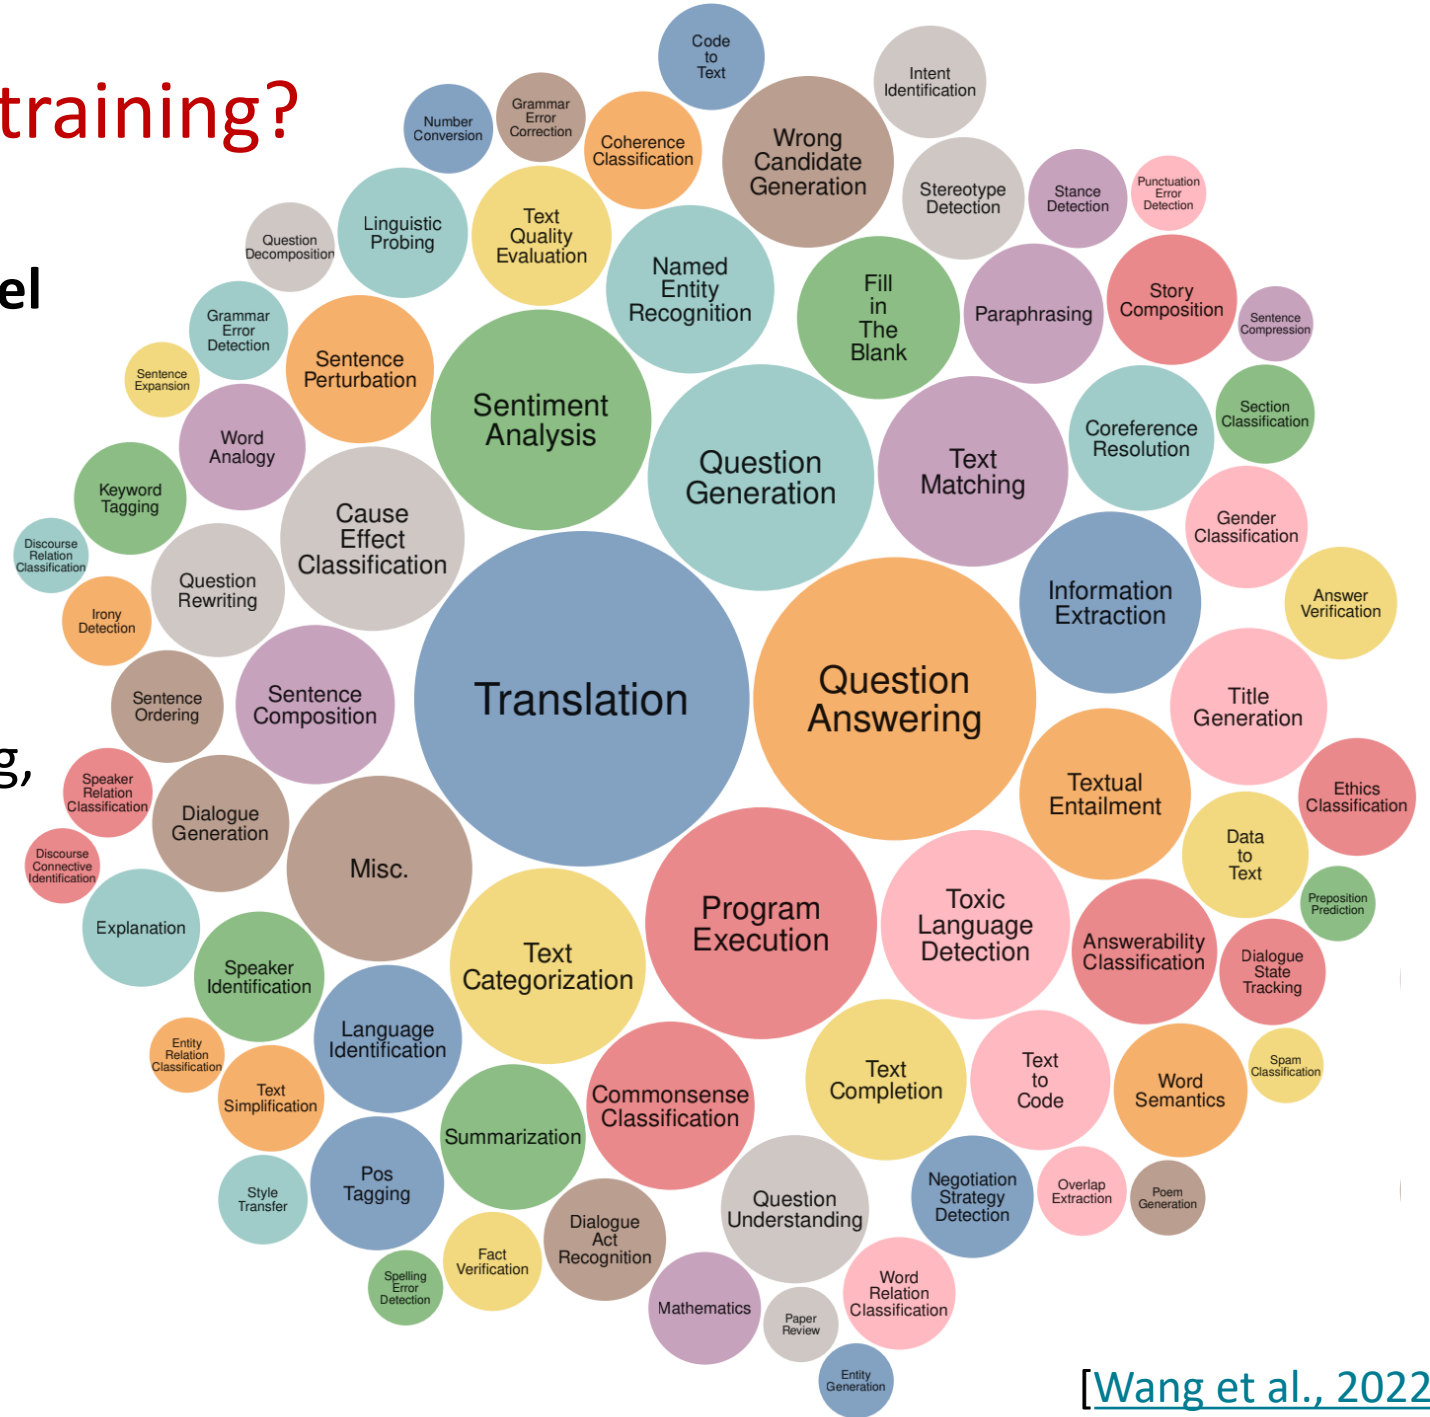 training?
el
g,
Code
to
Text
Intent
Identification
Number
Conversion
Grammar
Error
Correction
Coherence
Classification
Wrong
Candidate
Generation
Stereotype
Detection
Stance
Detection
Punctuation
Error
Detection
Question
Decomposition
Linguistic
Probing
Text
Quality
Evaluation
Named
Entity
Recognition
Fill
in
The
Blank
Paraphrasing
Story
Composition
Sentence
Compression
Grammar
Error
Detection
Sentence
Expansion
Sentence
Perturbation
Sentiment
Analysis
Question
Generation
Text
Matching
Coreference
Resolution
Section
Classification
Word
Analogy
Keyword
Tagging
Cause
Effect
Classification
Gender
Classification
Discourse
Relation
Classification
Question
Rewriting
Irony
Detection
Information
Extraction
Answer
Verification
Sentence
Ordering
Sentence
Composition
Translation
Question
Answering
Title
Generation
Speaker
Relation
Classification
Dialogue
Generation
Textual
Entailment
Ethics
Classification
Discourse
Connective
Identification
Misc.
Data
to
Text
Preposition
Prediction
Explanation
Speaker
Identification
Text
Categorization
Program
Execution
Toxic
Language
Detection
Answerability
Classification
Dialogue
State
Tracking
Entity
Relation
Classification
Language
Identification
Text
Simplification
Commonsense
Classification
Text
Completion
Text
to
Code
Word
Semantics
Spam
Classification
Summarization
Style
Transfer
Pos
Tagging
Question
Understanding
Negotiation
Strategy
Detection
Overlap
Extraction
Poem
Generation
Spelling
Error
Detection
Fact
Verification
Dialogue
Act
Recognition
Mathematics
Paper
Review
Word
Relation
Classification
Entity
Generation
[Wang et al., 2022